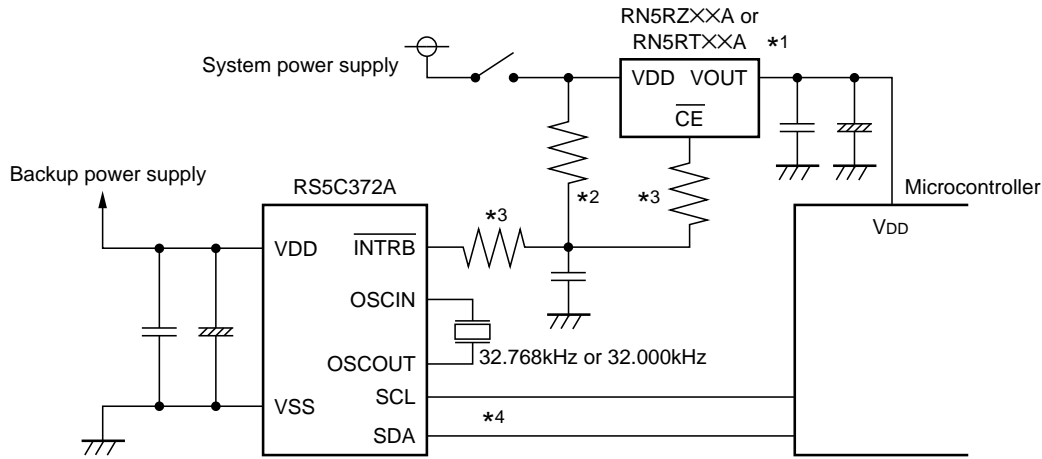 RN5RZ××A or
RN5RT××A *1
System power supply
VDD VOUT
CE
Backup power supply
RS5C372A
*2
*3
Microcontroller
VDD
*3
VDD
INTRB
OSCIN
OSCOUT
32.768kHz or 32.000kHz
VSS
SCL
*4
SDA